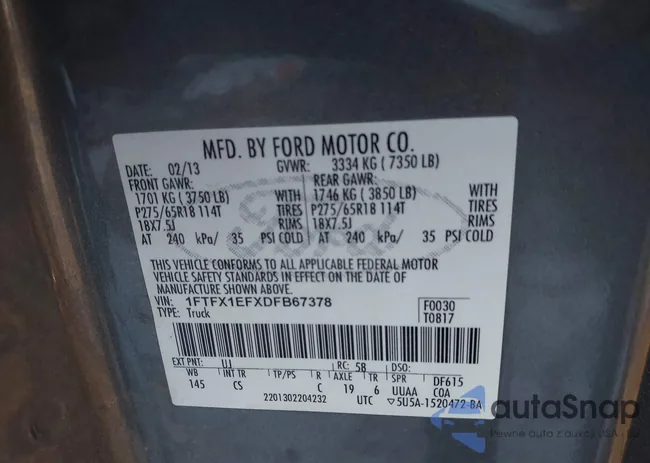 MFD. BY FORD MOTOR CO.
DATE: 02/13 GVWR: 3334 KG ( 7350 LB)
FRONT GAWR: REAR GAWR:
1701 KG ( 3750 LB) WITH 1746 KG ( 3850 LB) WITH
P275/65R18 114T TIRES P275/65R18 114T TIRES
18X7.5J RIMS 18X7.5J RIMS
AT 240 kPa/ 35 PSI COLD AT 240 kPa/ 35 PSI COLD
THIS VEHICLE CONFORMS TO ALL APPLICABLE FEDERAL MOTOR
VEHICLE SAFETY STANDARDS IN EFFECT ON THE DATE OF
MANUFACTURE SHOWN ABOVE.
VIN: 1FTFX1EFXDFB67378 F0030
TYPE: Truck T0817
EXT PNT: UJ RC: 58 DSO:
WB INT TR TP/PS R AXLE TR SPR DF615
145 CS C 19 6 UUAA COA
2201302204232 UTC ▽5U5A-1520472-BA
Ford
autoSnap
Pewne auta z aukcji